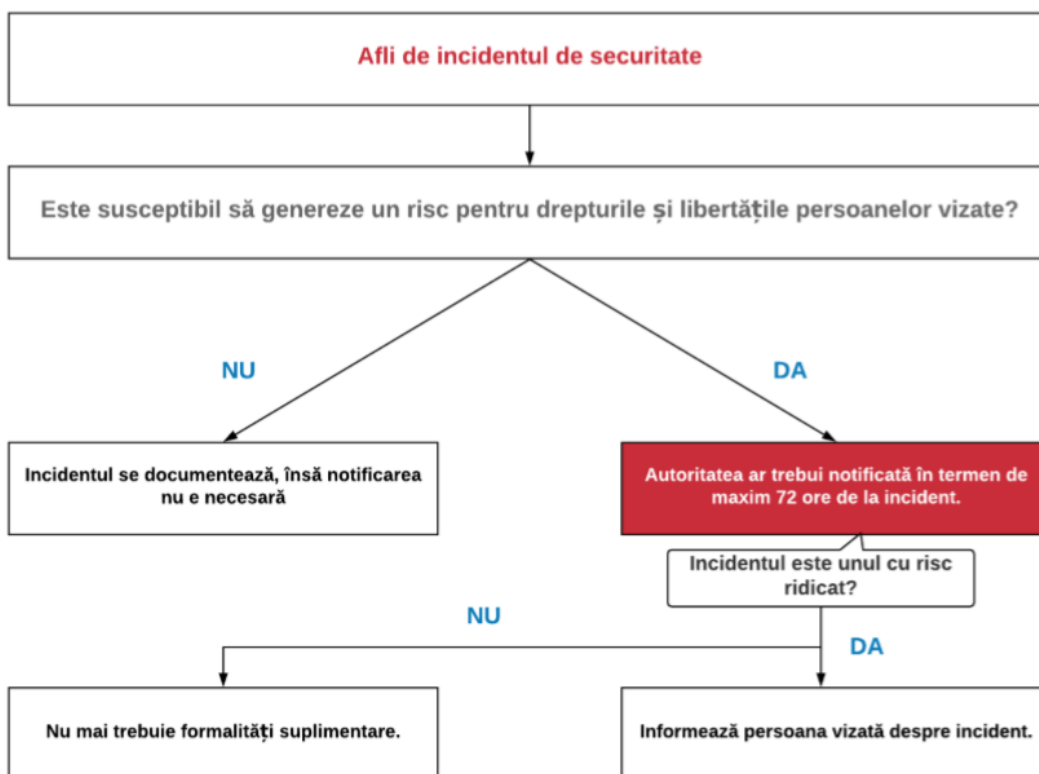 Afli de incidentul de securitate
Este susceptibil să genereze un risc pentru drepturile și libertățile persoanelor vizate?
NU
DA
Incidentul se documentează, însă notificarea
nu e necesară
Autoritatea ar trebui notificată în termen de
maxim 72 ore de la incident.
Incidentul este unul cu risc
ridicat?
NU
DA
Nu mai trebuie formalități suplimentare.
Informează persoana vizată despre incident.